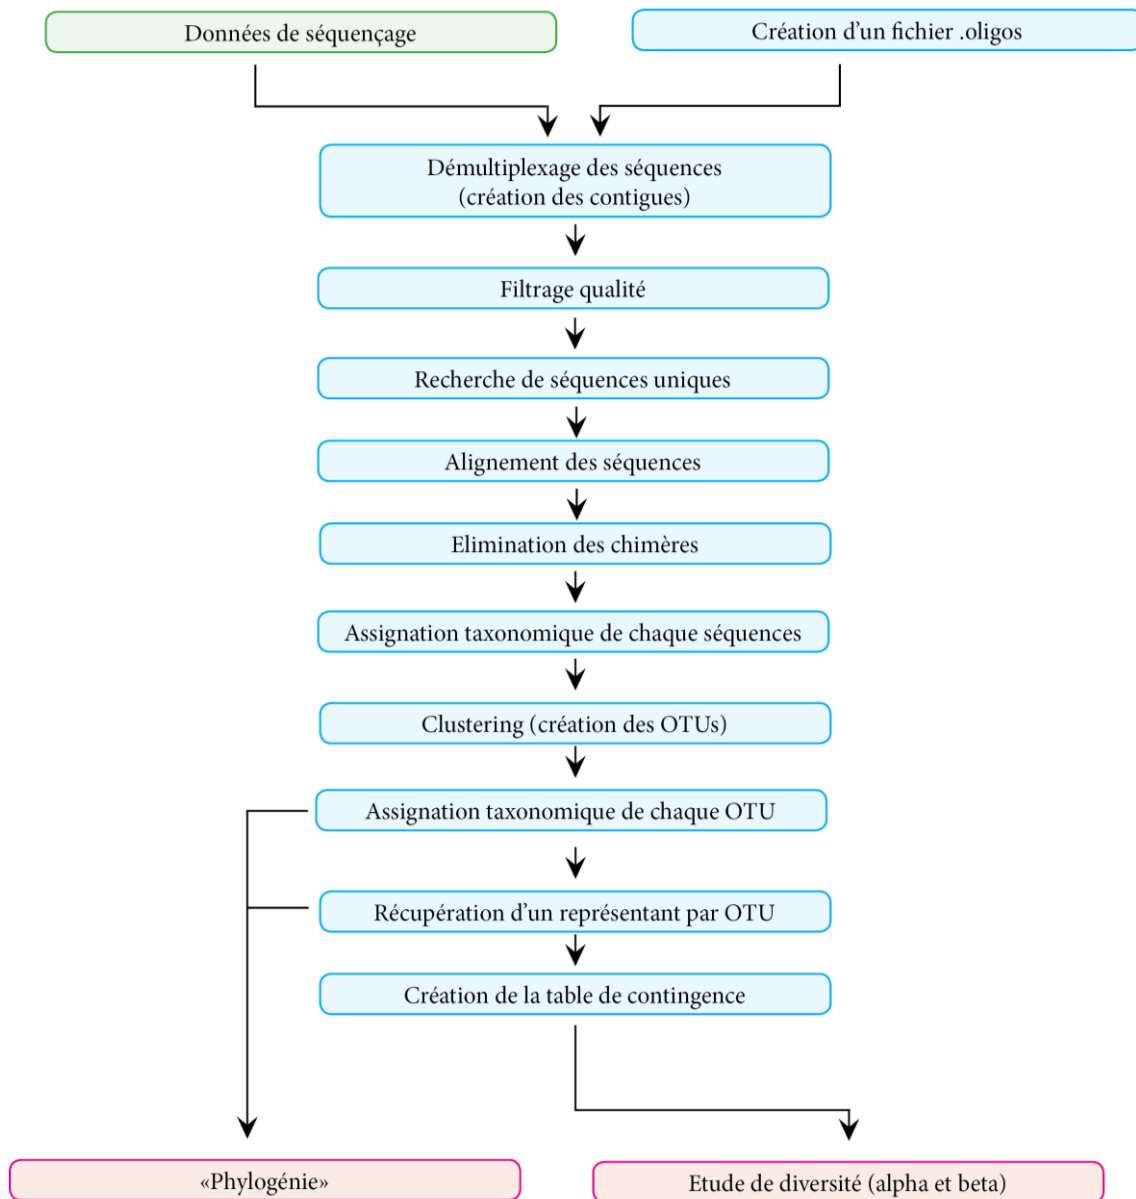 Données de séquençage
Création d’un fichier .oligos
Démultiplexage des séquences
(création des contigues)
Filtrage qualité
Recherche de séquences uniques
Alignement des séquences
Elimination des chimères
Assignation taxonomique de chaque séquences
Clustering (création des OTUs)
Assignation taxonomique de chaque OTU
Récupération d’un représentant par OTU
Création de la table de contingence
«Phylogénie»
Etude de diversité (alpha et beta)